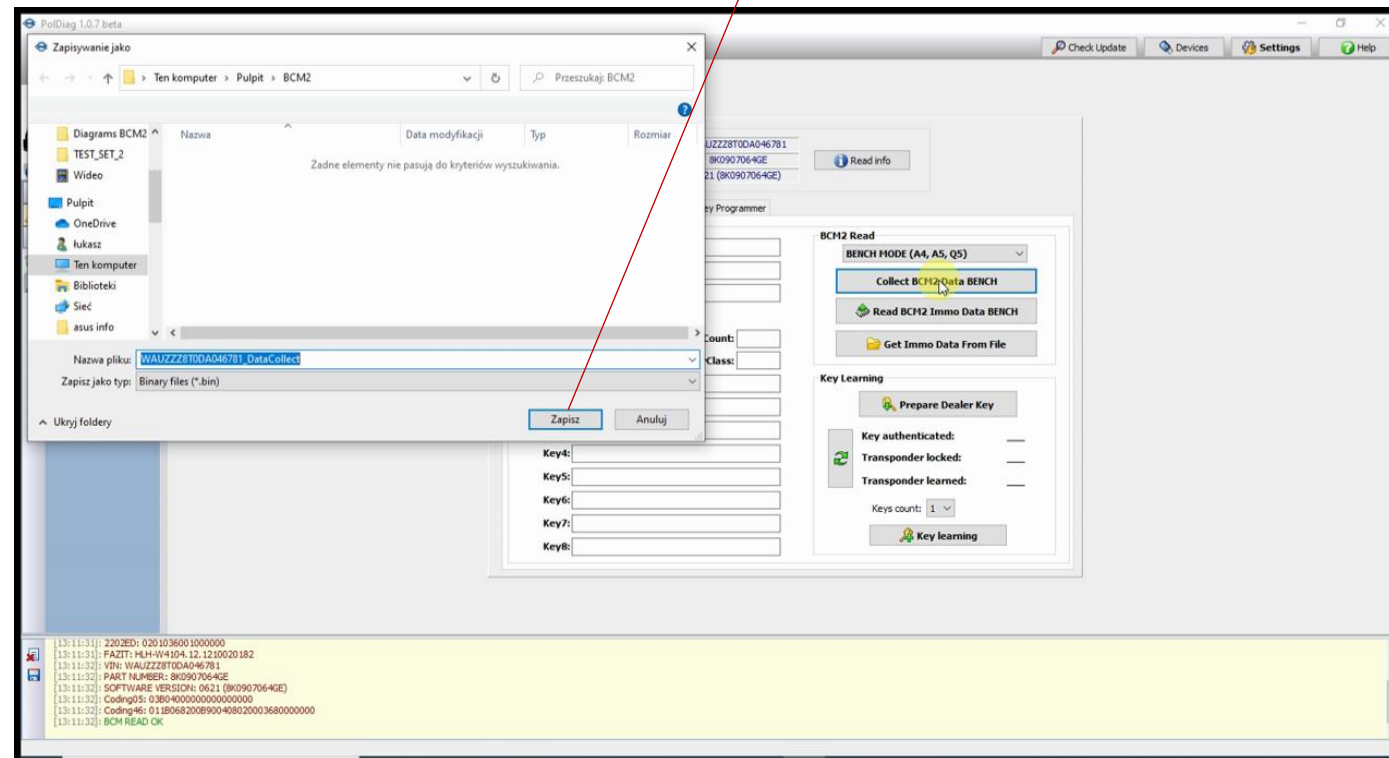 PolDiag 1.0.7 beta
Zapisywanie jako
Check Update
Devices
Settings
Help
Ten komputer > Pulpit > BCM2
Przeszukaj: BCM2
Diagrams BCM2
TEST_SET_2
Wideo
Pulpit
OneDrive
łukasz
Ten komputer
Biblioteki
Sieć
asus info
Nazwa
Data modyfikacji
Typ
Rozmiar
Żadne elementy nie pasują do kryteriów wyszukiwania.
Nazwa pliku: WAUZZZ8T0DA046781_DataCollect
Zapisz jako typ: Binary files (*.bin)
Ukryj foldery
Zapisz
Anuluj
UZZZ8T0DA046781
8K0907064GE
21 (8K0907064GE)
Read info
ey Programmer
Count:
Class:
Key4:
Key5:
Key6:
Key7:
Key8:
BCM2 Read
BENCH MODE (A4, A5, Q5)
Collect BCM2 Data BENCH
Read BCM2 Immo Data BENCH
Get Immo Data From File
Key Learning
Prepare Dealer Key
Key authenticated: ___
Transponder locked: ___
Transponder learned: ___
Keys count: 1
Key learning
[13:11:31]: 2202ED: 0201036001000000
[13:11:31]: FAZIT: HLH-W4104.12.1210020182
[13:11:32]: VIN: WAUZZZ8T0DA046781
[13:11:32]: PART NUMBER: 8K0907064GE
[13:11:32]: SOFTWARE VERSION: 0621 (8K0907064GE)
[13:11:32]: Coding05: 03B04000000000000000
[13:11:32]: Coding46: 011B068200B900408020003680000000
[13:11:32]: BCM READ OK